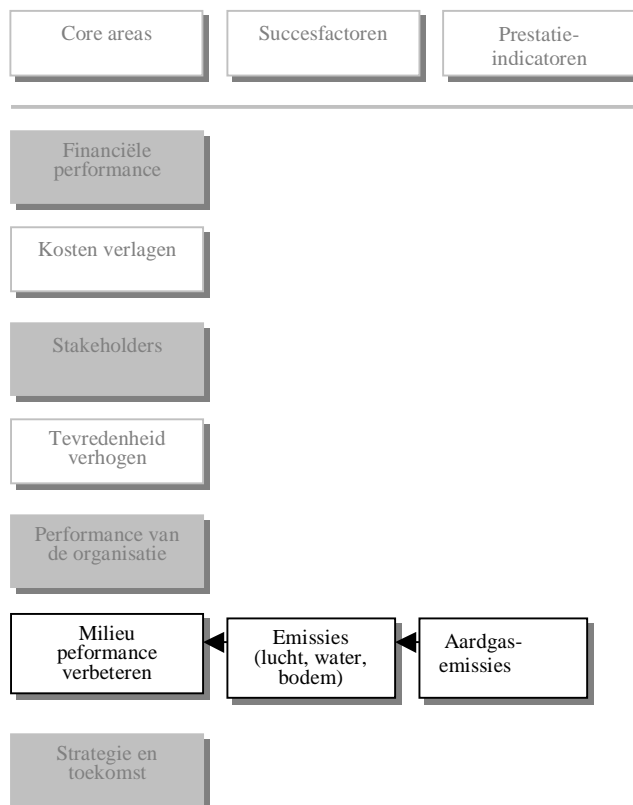 Core areas
Succesfactoren
Prestatie-
indicatoren
Financiële
performance
Kosten verlagen
Stakeholders
Tevredenheid
verhogen
Performance van
de organisatie
Milieu
peformance
verbeteren
Emissies
(lucht, water,
bodem)
Aardgas-
emissies
Strategie en
toekomst